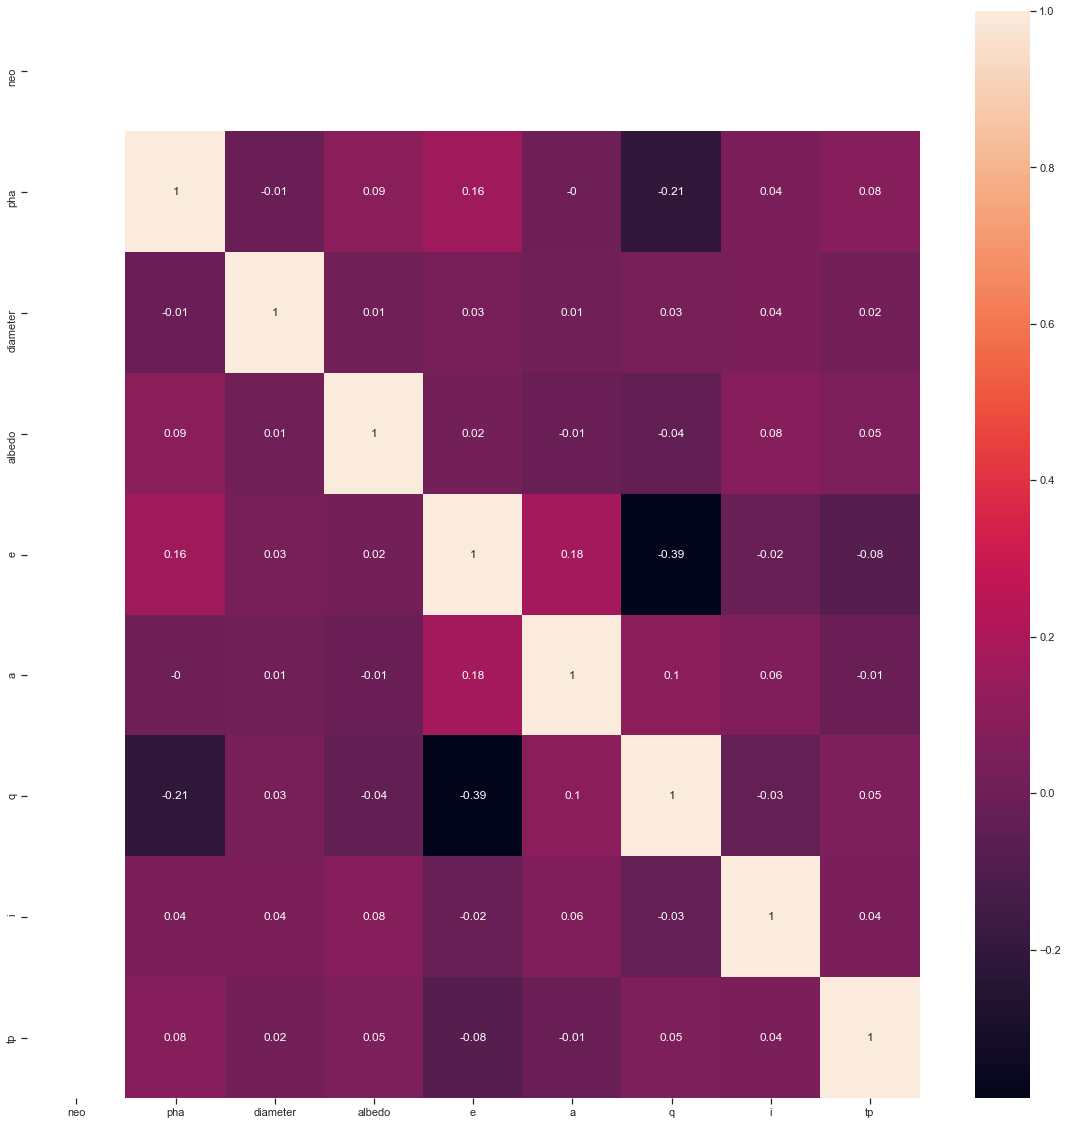 neo
pha 1 -0.01 0.09 0.16 -0 -0.21 0.04 0.08
diameter -0.01 1 0.01 0.03 0.01 0.03 0.04 0.02
albedo 0.09 0.01 1 0.02 -0.01 -0.04 0.08 0.05
e 0.16 0.03 0.02 1 0.18 -0.39 -0.02 -0.08
a -0 0.01 -0.01 0.18 1 0.1 0.06 -0.01
q -0.21 0.03 -0.04 -0.39 0.1 1 -0.03 0.05
i 0.04 0.04 0.08 -0.02 0.06 -0.03 1 0.04
tp 0.08 0.02 0.05 -0.08 -0.01 0.05 0.04 1
neo pha diameter albedo e a q i tp
1.0
0.8
0.6
0.4
0.2
0.0
−0.2